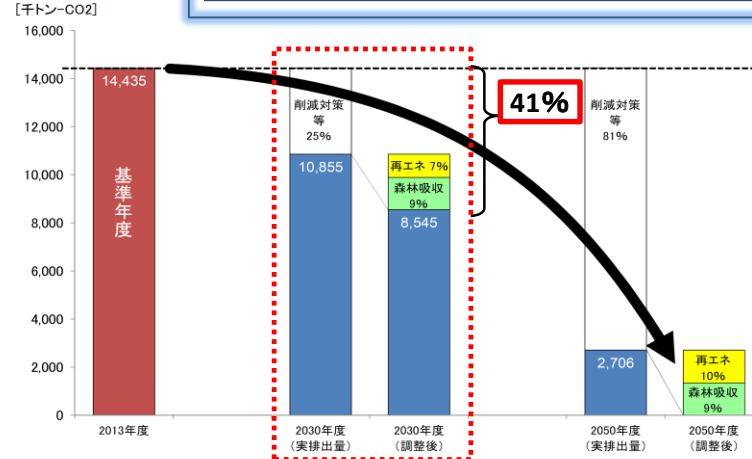 [千トン-CO2]
16,000
14,000
12,000
10,000
8,000
6,000
4,000
2,000
0
14,435
基準年度
削減対策
等
25%
10,855
再エネ 7%
森林吸収
9%
8,545
41%
削減対策
等
81%
2,706
再エネ
10%
森林吸収
9%
2013年度
2030年度
(実排出量)
2030年度
(調整後)
2050年度
(実排出量)
2050年度
(調整後)